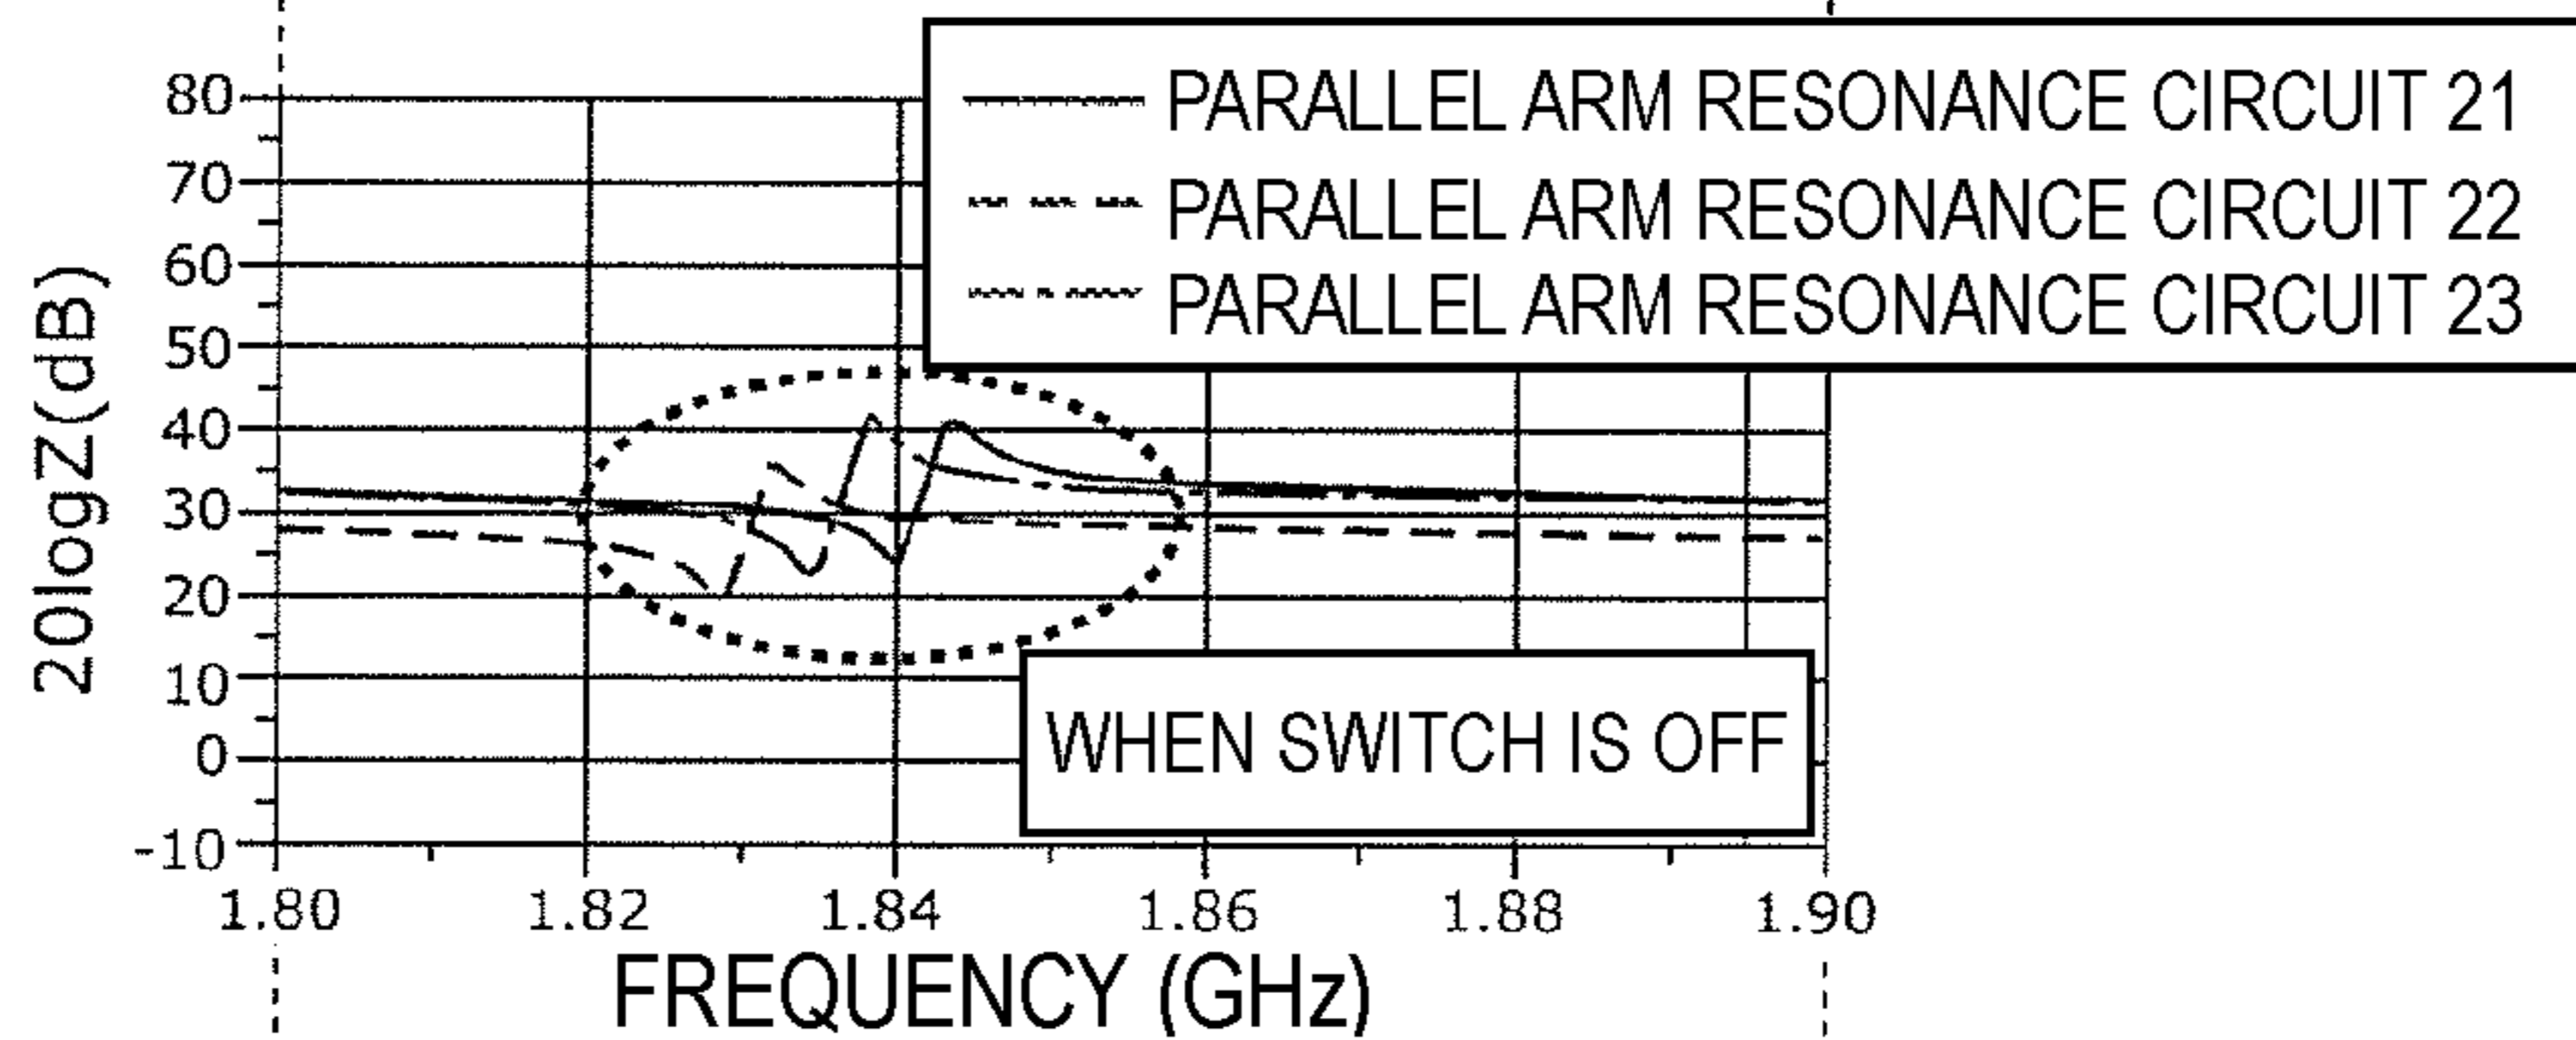 PARALLEL ARM RESONANCE CIRCUIT 21
PARALLEL ARM RESONANCE CIRCUIT 22
PARALLEL ARM RESONANCE CIRCUIT 23
20logZ(dB)
80
70
60
50
40
30
20
10
0
-10
WHEN SWITCH IS OFF
1.80 1.82 1.84 1.86 1.88 1.90
FREQUENCY (GHz)